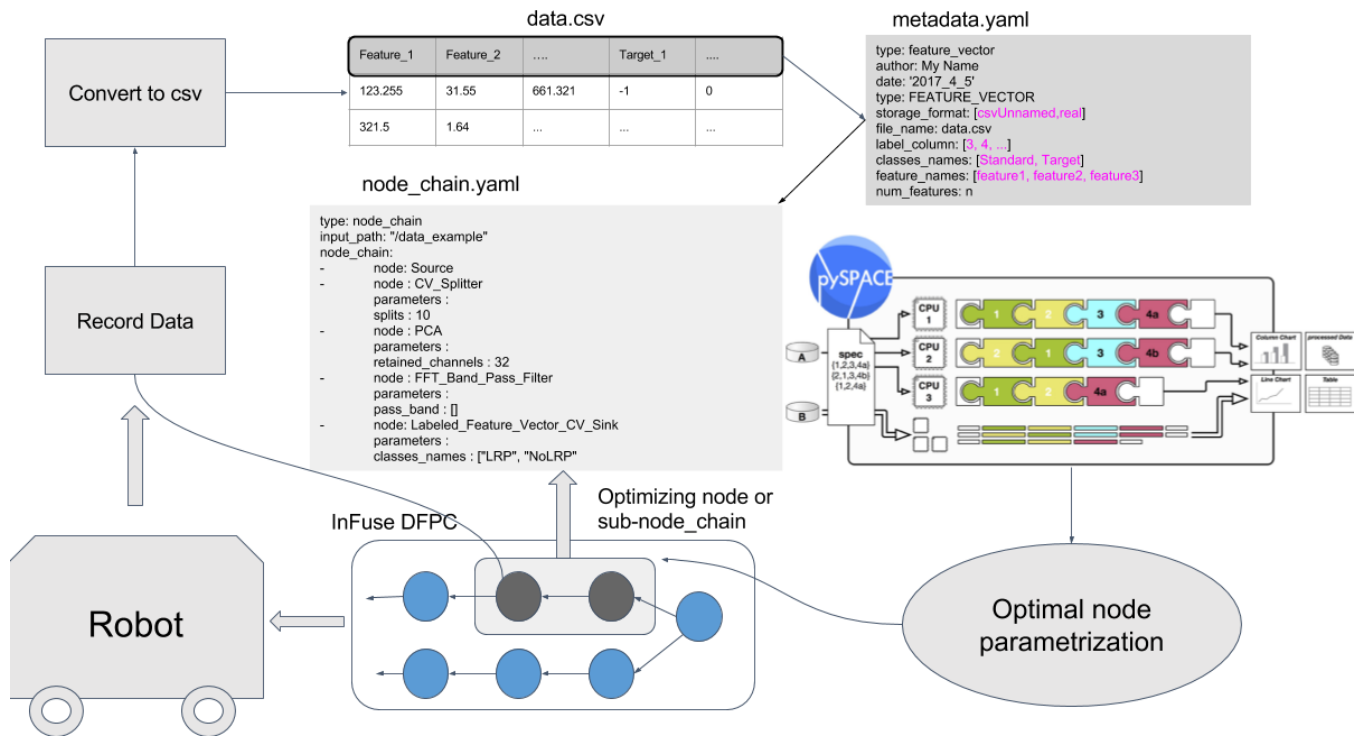 data.csv
metadata.yaml
Convert to csv
Feature_1 Feature_2 .... Target_1 ....
123.255 31.55 661.321 -1 0
321.5 1.64 ... ... ...
type: feature_vector
author: My Name
date: '2017_4_5'
type: FEATURE_VECTOR
storage_format: [csvUnnamed,real]
file_name: data.csv
label_column: [3, 4, ...]
classes_names: [Standard, Target]
feature_names: [feature1, feature2, feature3]
num_features: n
node_chain.yaml
type: node_chain
input_path: "/data_example"
node_chain:
- node: Source
- node : CV_Splitter
parameters :
splits : 10
- node : PCA
parameters :
retained_channels : 32
- node : FFT_Band_Pass_Filter
parameters :
pass_band : []
- node: Labeled_Feature_Vector_CV_Sink
parameters :
classes_names : ["LRP", "NoLRP"
Record Data
pySPACE
A
B
spec
{1,2,3,4a}
{2,1,3,4b}
{1,2,4a}
CPU
1
1 2 3 4a
CPU
2
2 1 3 4b
CPU
3
1 2 4a
Column Chart
processed Data
Line Chart
Table
Optimizing node or
sub-node_chain
InFuse DFPC
Robot
Optimal node
parametrization